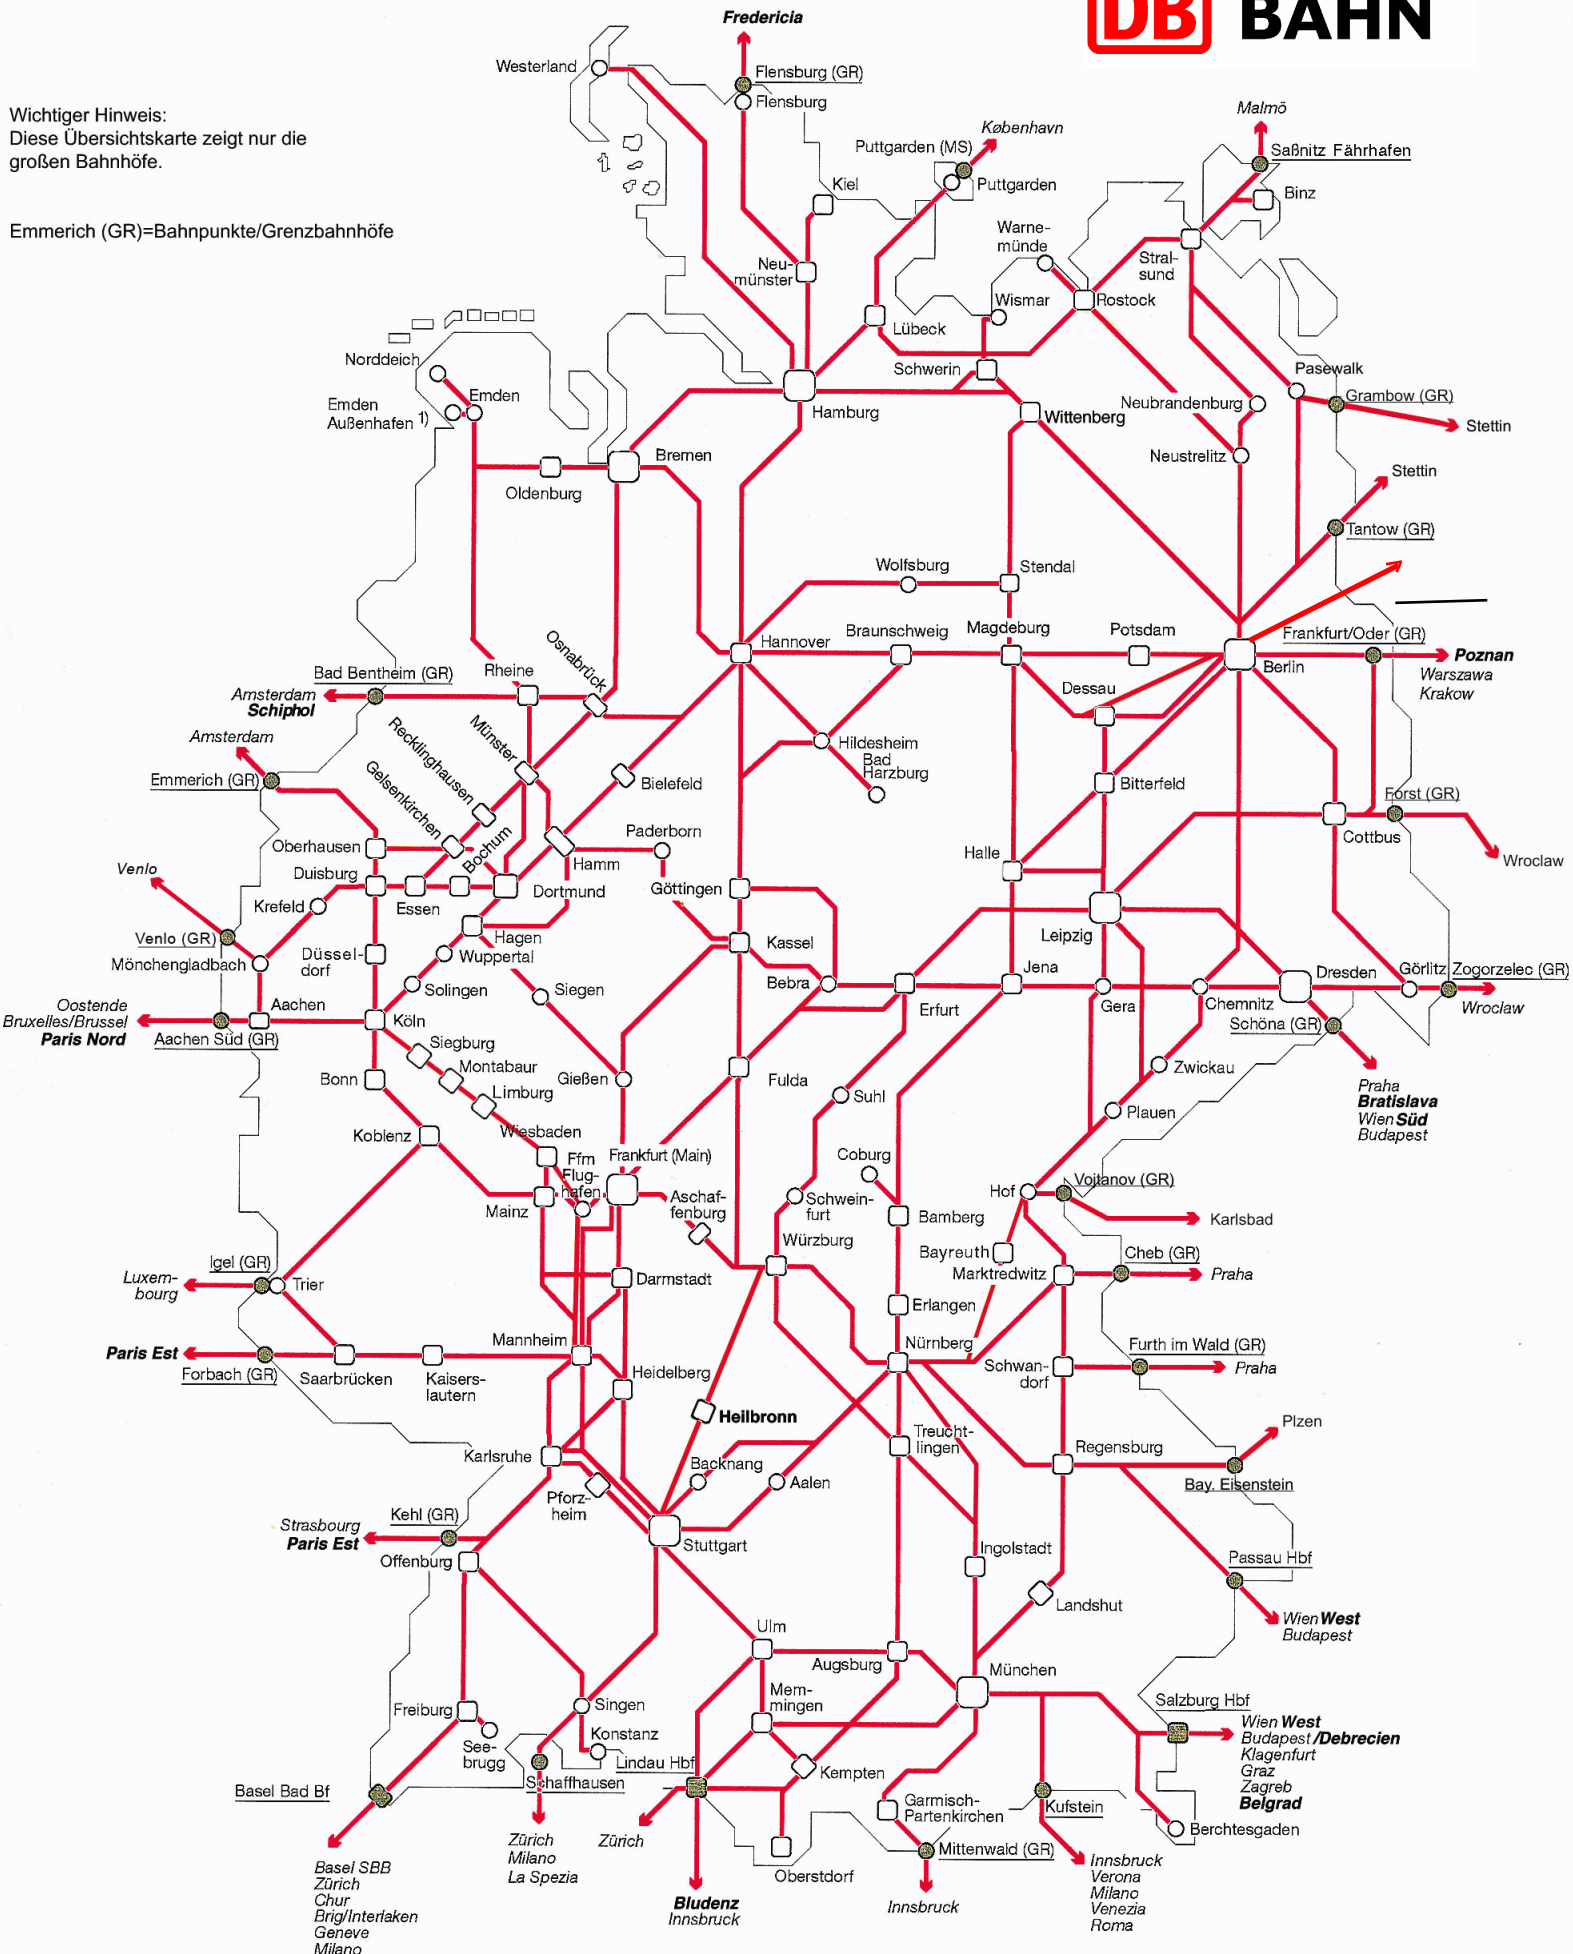 DB BAHN
Fredericia
Westerland
Flensburg (GR)
Flensburg
Wichtiger Hinweis:
Diese Übersichtskarte zeigt nur die
großen Bahnhöfe.
Malmö
København
Puttgarden (MS)
Saßnitz Fährhafen
Kiel
Puttgarden
Binz
Emmerich (GR)=Bahnpunkte/Grenzbahnhöfe
Warne-
münde
Neu-
münster
Stral-
sund
Wismar
Rostock
Lübeck
Norddeich
Schwerin
Pasewalk
Emden
Emden
Außenhafen 1)
Hamburg
Wittenberg
Neubrandenburg
Grambow (GR)
Stettin
Bremen
Neustrelitz
Stettin
Oldenburg
Tantow (GR)
Wolfsburg
Stendal
Hannover
Braunschweig
Magdeburg
Potsdam
Frankfurt/Oder (GR)
Berlin
Poznan
Warszawa
Krakow
Osnabrück
Rheine
Bad Bentheim (GR)
Amsterdam
Schiphol
Dessau
Münster
Recklinghausen
Gelsenkirchen
Amsterdam
Hildesheim
Bad
Harzburg
Emmerich (GR)
Bielefeld
Bitterfeld
Forst (GR)
Cottbus
Oberhausen
Bochum
Paderborn
Hamm
Halle
Wroclaw
Venlo
Duisburg
Dortmund
Göttingen
Krefeld
Essen
Venlo (GR)
Hagen
Kassel
Leipzig
Mönchengladbach
Düssel-
dorf
Wuppertal
Solingen
Siegen
Bebra
Erfurt
Jena
Gera
Chemnitz
Dresden
Görlitz
Zogorzelec (GR)
Wroclaw
Oostende
Bruxelles/Brussel
Paris Nord
Aachen
Aachen Süd (GR)
Köln
Schöna (GR)
Siegburg
Montabaur
Limburg
Bonn
Gießen
Fulda
Suhl
Zwickau
Praha
Bratislava
Wien Süd
Budapest
Plauen
Koblenz
Wiesbaden
Ffm
Flug-
hafen
Frankfurt (Main)
Coburg
Mainz
Aschaf-
fenburg
Schwein-
furt
Bamberg
Hof
Vojtanov (GR)
Karlsbad
Würzburg
Bayreuth
Marktredwitz
Cheb (GR)
Praha
Igel (GR)
Luxem-
bourg
Trier
Darmstadt
Erlangen
Paris Est
Forbach (GR)
Saarbrücken
Kaisers-
lautern
Mannheim
Heidelberg
Nürnberg
Schwan-
dorf
Furth im Wald (GR)
Praha
Heilbronn
Plzen
Karlsruhe
Backnang
Aalen
Treucht-
lingen
Regensburg
Bay. Eisenstein
Pforz-
heim
Kehl (GR)
Strasbourg
Paris Est
Offenburg
Stuttgart
Ingolstadt
Passau Hbf
Landshut
Wien West
Budapest
Ulm
Augsburg
München
Freiburg
See-
brugg
Singen
Konstanz
Mem-
mingen
Salzburg Hbf
Wien West
Budapest /Debrecien
Klagenfurt
Graz
Zagreb
Belgrad
Lindau Hbf
Schaffhausen
Basel Bad Bf
Kempten
Garmisch-
Partenkirchen
Kufstein
Berchtesgaden
Zürich
Milano
La Spezia
Zürich
Mittenwald (GR)
Oberstdorf
Innsbruck
Verona
Milano
Venezia
Roma
Basel SBB
Zürich
Chur
Brig/Interlaken
Geneve
Milano
Bludenz
Innsbruck
Innsbruck